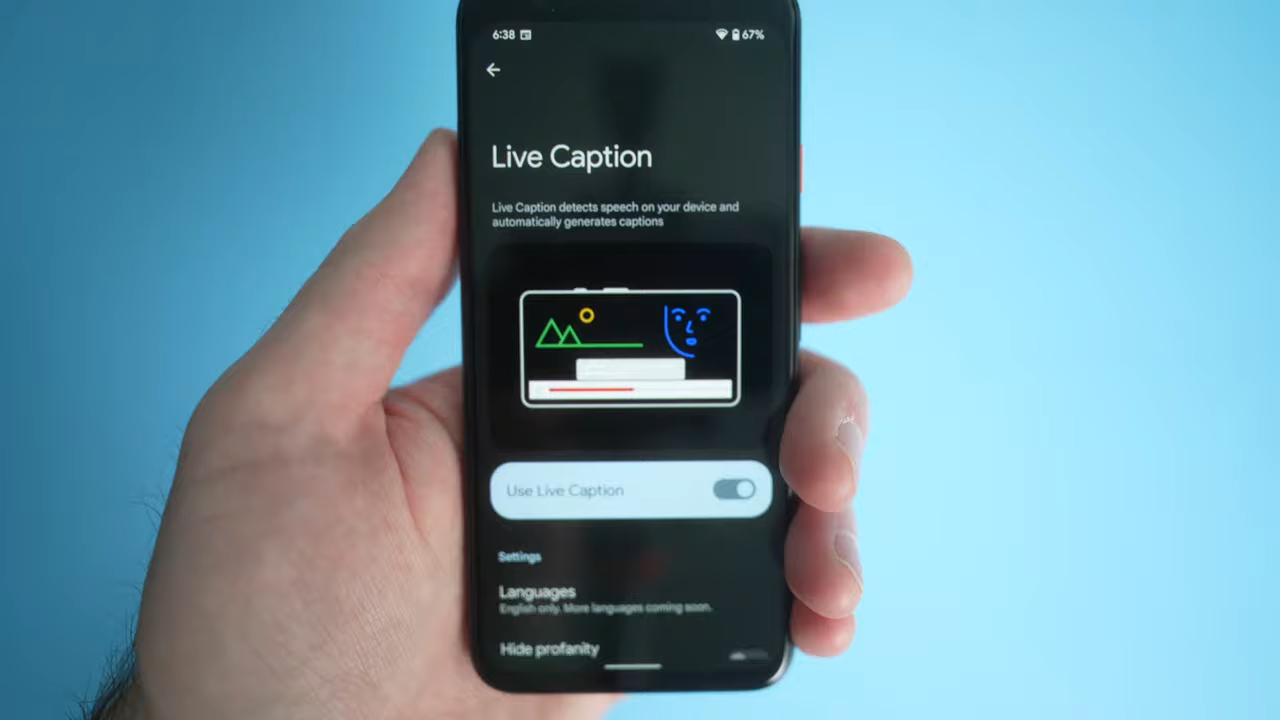 6:38 67%
Live Caption
Live Caption detects speech on your device and
automatically generates captions
Use Live Caption
Settings
Languages
English only. More languages coming soon.
Hide profanity